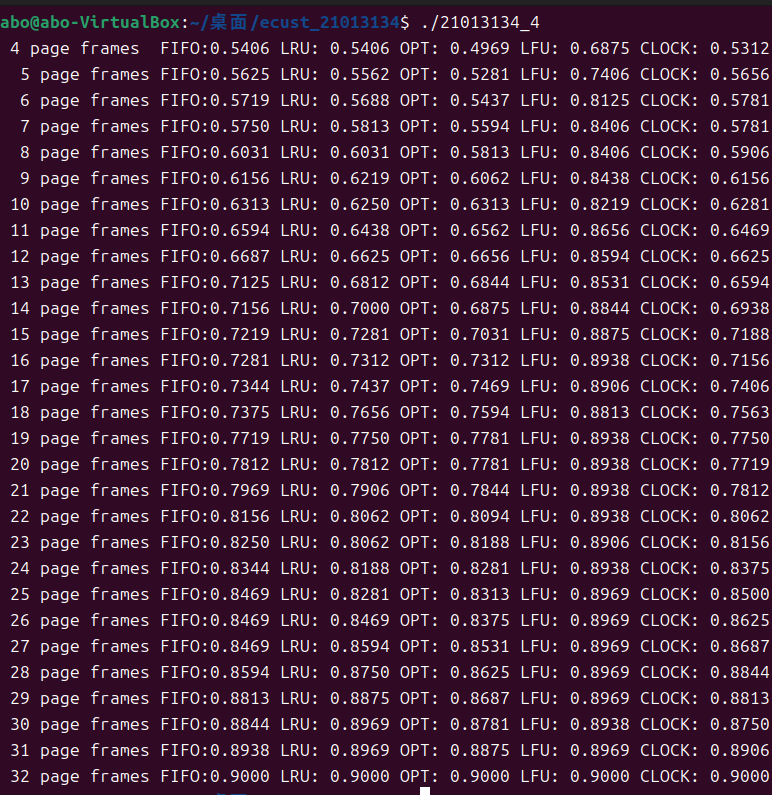 abo@abo-VirtualBox:~/桌面/ecust_21013134$ ./21013134_4
4 page frames  FIFO:0.5406 LRU: 0.5406 OPT: 0.4969 LFU: 0.6875 CLOCK: 0.5312
5 page frames FIFO:0.5625 LRU: 0.5562 OPT: 0.5281 LFU: 0.7406 CLOCK: 0.5656
6 page frames FIFO:0.5719 LRU: 0.5688 OPT: 0.5437 LFU: 0.8125 CLOCK: 0.5781
7 page frames FIFO:0.5750 LRU: 0.5813 OPT: 0.5594 LFU: 0.8406 CLOCK: 0.5781
8 page frames FIFO:0.6031 LRU: 0.6031 OPT: 0.5813 LFU: 0.8406 CLOCK: 0.5906
9 page frames FIFO:0.6156 LRU: 0.6219 OPT: 0.6062 LFU: 0.8438 CLOCK: 0.6156
10 page frames FIFO:0.6313 LRU: 0.6250 OPT: 0.6313 LFU: 0.8219 CLOCK: 0.6281
11 page frames FIFO:0.6594 LRU: 0.6438 OPT: 0.6562 LFU: 0.8656 CLOCK: 0.6469
12 page frames FIFO:0.6687 LRU: 0.6625 OPT: 0.6656 LFU: 0.8594 CLOCK: 0.6625
13 page frames FIFO:0.7125 LRU: 0.6812 OPT: 0.6844 LFU: 0.8531 CLOCK: 0.6594
14 page frames FIFO:0.7156 LRU: 0.7000 OPT: 0.6875 LFU: 0.8844 CLOCK: 0.6938
15 page frames FIFO:0.7219 LRU: 0.7281 OPT: 0.7031 LFU: 0.8875 CLOCK: 0.7188
16 page frames FIFO:0.7281 LRU: 0.7312 OPT: 0.7312 LFU: 0.8938 CLOCK: 0.7156
17 page frames FIFO:0.7344 LRU: 0.7437 OPT: 0.7469 LFU: 0.8906 CLOCK: 0.7406
18 page frames FIFO:0.7375 LRU: 0.7656 OPT: 0.7594 LFU: 0.8813 CLOCK: 0.7563
19 page frames FIFO:0.7719 LRU: 0.7750 OPT: 0.7781 LFU: 0.8938 CLOCK: 0.7750
20 page frames FIFO:0.7812 LRU: 0.7812 OPT: 0.7781 LFU: 0.8938 CLOCK: 0.7719
21 page frames FIFO:0.7969 LRU: 0.7906 OPT: 0.7844 LFU: 0.8938 CLOCK: 0.7812
22 page frames FIFO:0.8156 LRU: 0.8062 OPT: 0.8094 LFU: 0.8938 CLOCK: 0.8062
23 page frames FIFO:0.8250 LRU: 0.8062 OPT: 0.8188 LFU: 0.8906 CLOCK: 0.8156
24 page frames FIFO:0.8344 LRU: 0.8188 OPT: 0.8281 LFU: 0.8938 CLOCK: 0.8375
25 page frames FIFO:0.8469 LRU: 0.8281 OPT: 0.8313 LFU: 0.8969 CLOCK: 0.8500
26 page frames FIFO:0.8469 LRU: 0.8469 OPT: 0.8375 LFU: 0.8969 CLOCK: 0.8625
27 page frames FIFO:0.8469 LRU: 0.8594 OPT: 0.8531 LFU: 0.8969 CLOCK: 0.8687
28 page frames FIFO:0.8594 LRU: 0.8750 OPT: 0.8625 LFU: 0.8969 CLOCK: 0.8844
29 page frames FIFO:0.8813 LRU: 0.8875 OPT: 0.8687 LFU: 0.8969 CLOCK: 0.8813
30 page frames FIFO:0.8844 LRU: 0.8969 OPT: 0.8781 LFU: 0.8938 CLOCK: 0.8750
31 page frames FIFO:0.8938 LRU: 0.8969 OPT: 0.8875 LFU: 0.8969 CLOCK: 0.8906
32 page frames FIFO:0.9000 LRU: 0.9000 OPT: 0.9000 LFU: 0.9000 CLOCK: 0.9000